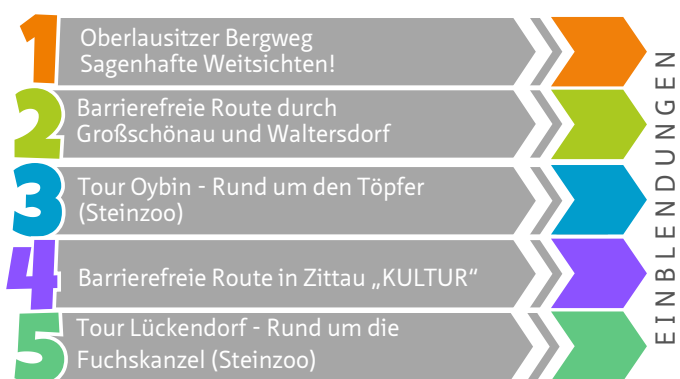 1
Oberlausitzer Bergweg
Sagenhafte Weitsichten!
2
Barrierefreie Route durch
Großschönau und Waltersdorf
3
Tour Oybin - Rund um den Töpfer
(Steinzoo)
4
Barrierefreie Route in Zittau „KULTUR“
5
Tour Lückendorf - Rund um die
Fuchskanzel (Steinzoo)
EINBLENDUNGEN